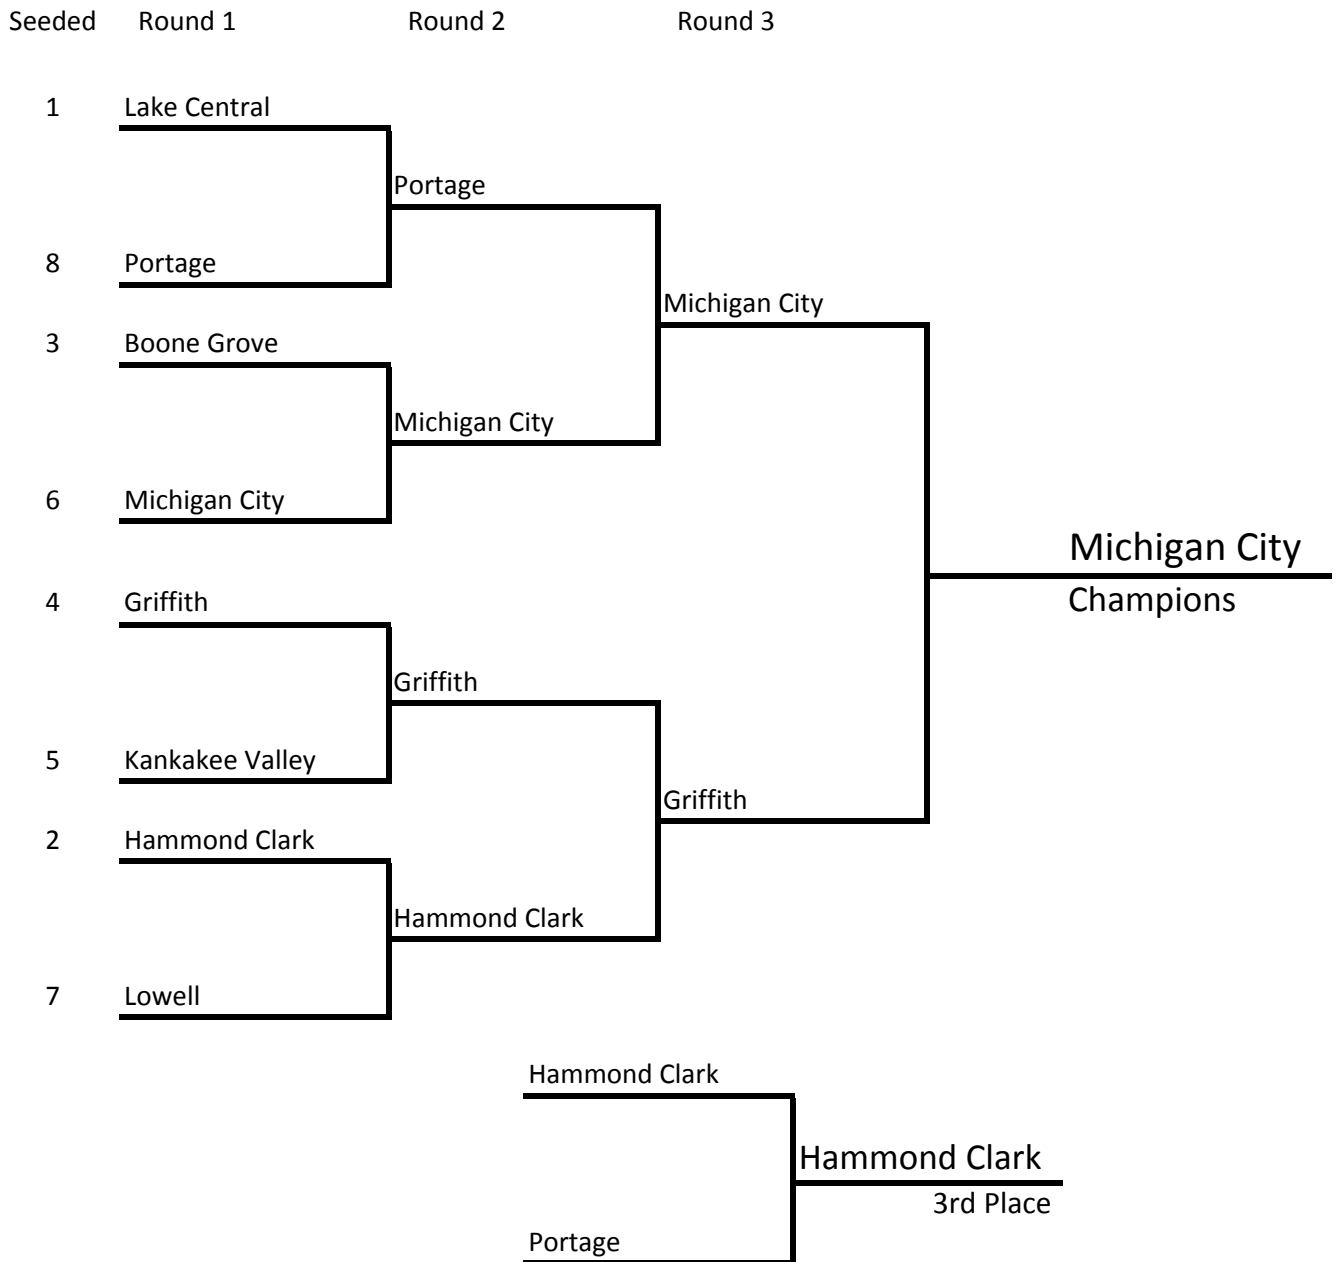 Seeded Round 1 Round 2 Round 3
1 Lake Central
Portage
8 Portage
Michigan City
3 Boone Grove
Michigan City
6 Michigan City
Michigan City
Champions
4 Griffith
Griffith
5 Kankakee Valley
Griffith
2 Hammond Clark
Hammond Clark
7 Lowell
Hammond Clark
Hammond Clark
3rd Place
Portage